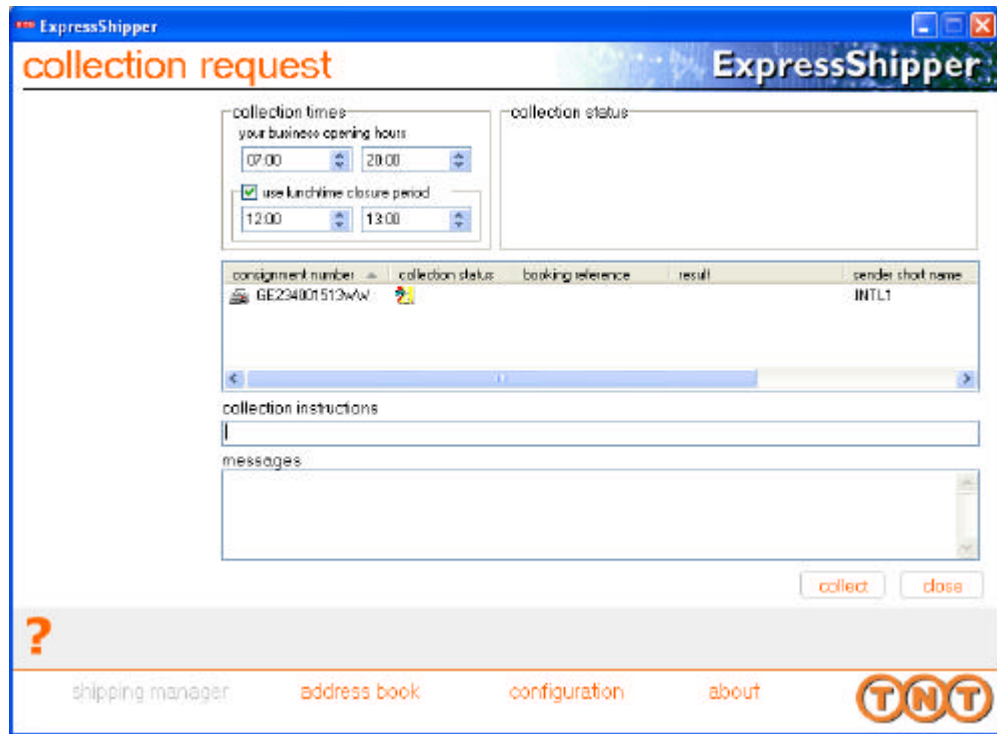 TNT ExpressShipper
collection request
ExpressShipper
collection times
your business opening hours
07:00 20:00
use lunchtime closure period
12:00 13:00
collection status
consignment number collection status booking reference result sender short name
GE234001513WW INTL1
collection instructions
messages
collect close
?
shipping manager address book configuration about
TNT